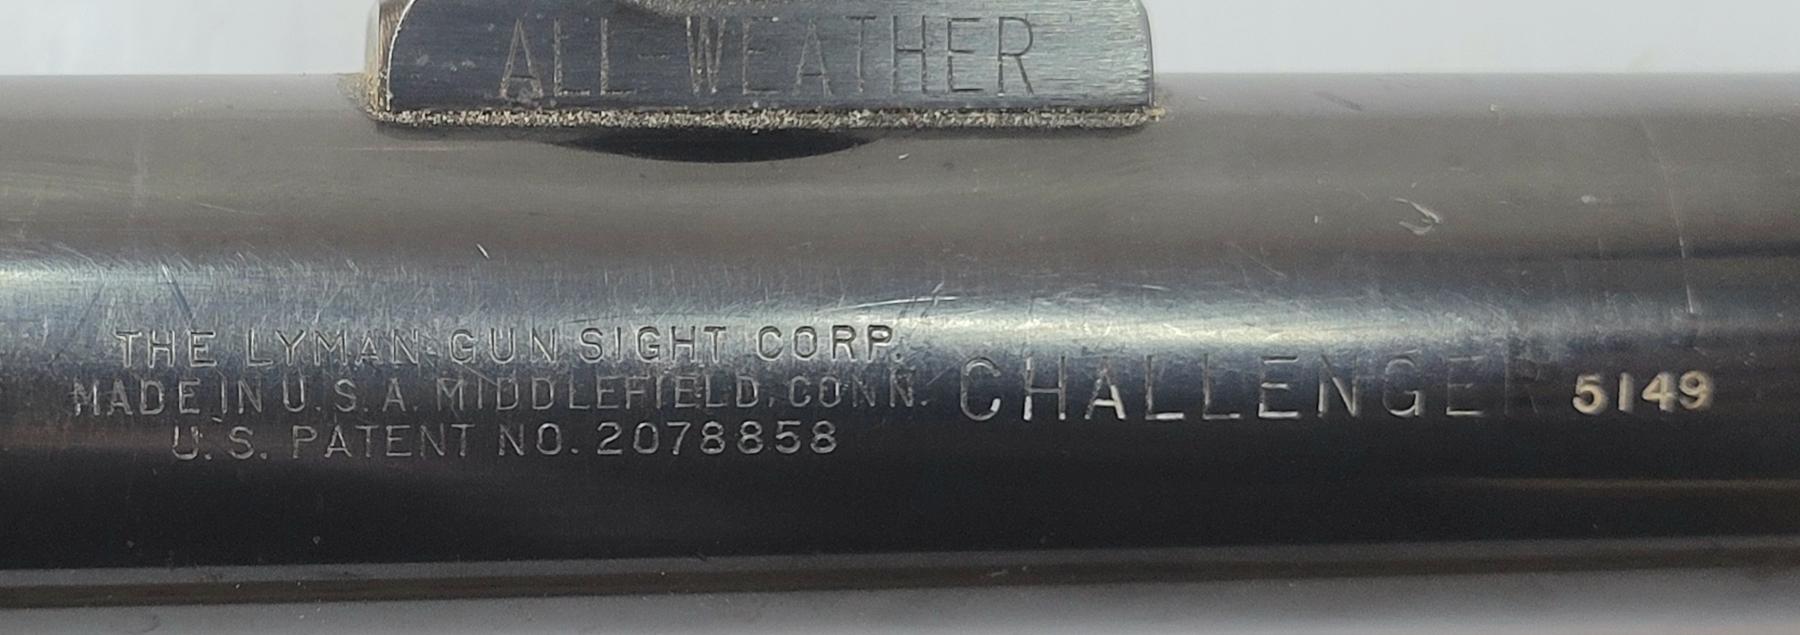 ALL-WEATHER
THE LYMAN GUN SIGHT CORP.
MADE IN U.S.A. MIDDLEFIELD, CONN.
U.S. PATENT NO. 2078858
CHALLENGER 5149